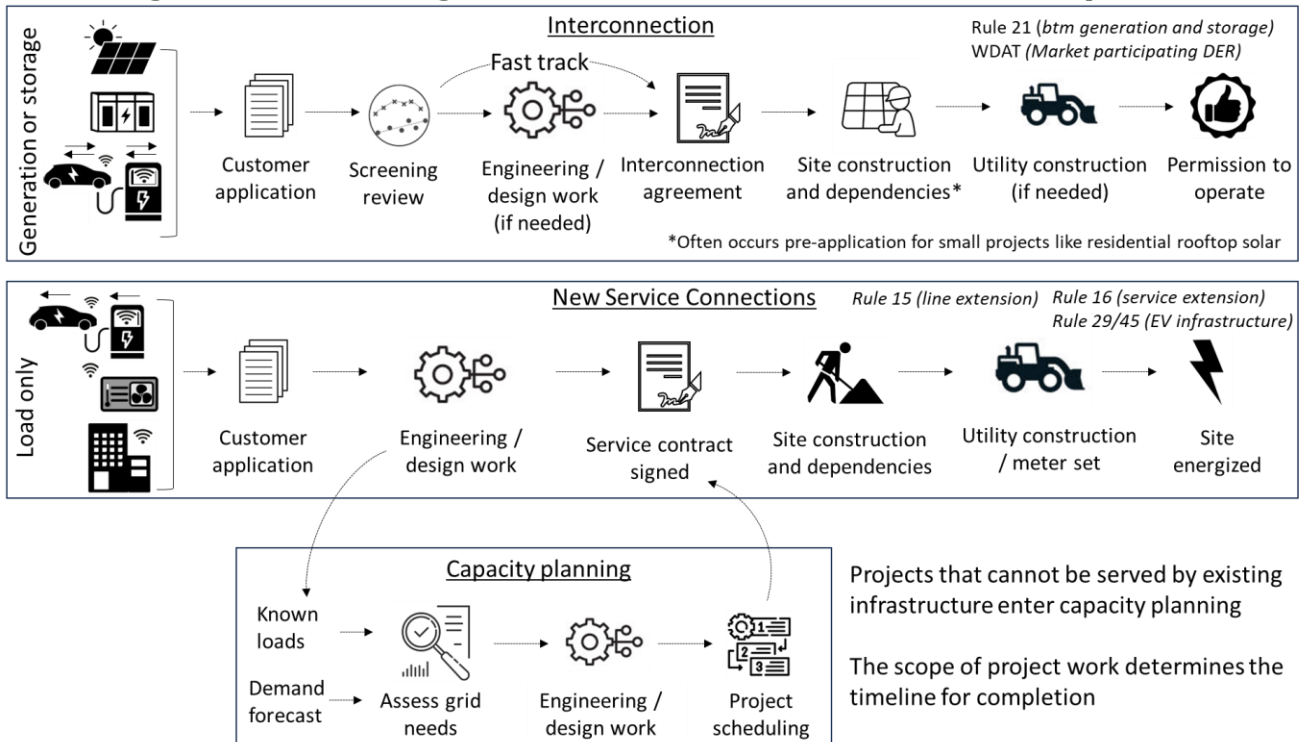 Interconnection
Rule 21 (btm generation and storage)
WDAT (Market participating DER)
Generation or storage
Fast track
Customer
application
Screening
review
Engineering /
design work
(if needed)
Interconnection
agreement
Site construction
and dependencies*
Utility construction
(if needed)
Permission to
operate
*Often occurs pre-application for small projects like residential rooftop solar
New Service Connections
Rule 15 (line extension)
Rule 16 (service extension)
Rule 29/45 (EV infrastructure)
Load only
Customer
application
Engineering /
design work
Service contract
signed
Site construction
and dependencies
Utility construction
/ meter set
Site
energized
Capacity planning
Known
loads
Demand
forecast
Assess grid
needs
Engineering /
design work
1
2
3
Project
scheduling
Projects that cannot be served by existing
infrastructure enter capacity planning
The scope of project work determines the
timeline for completion